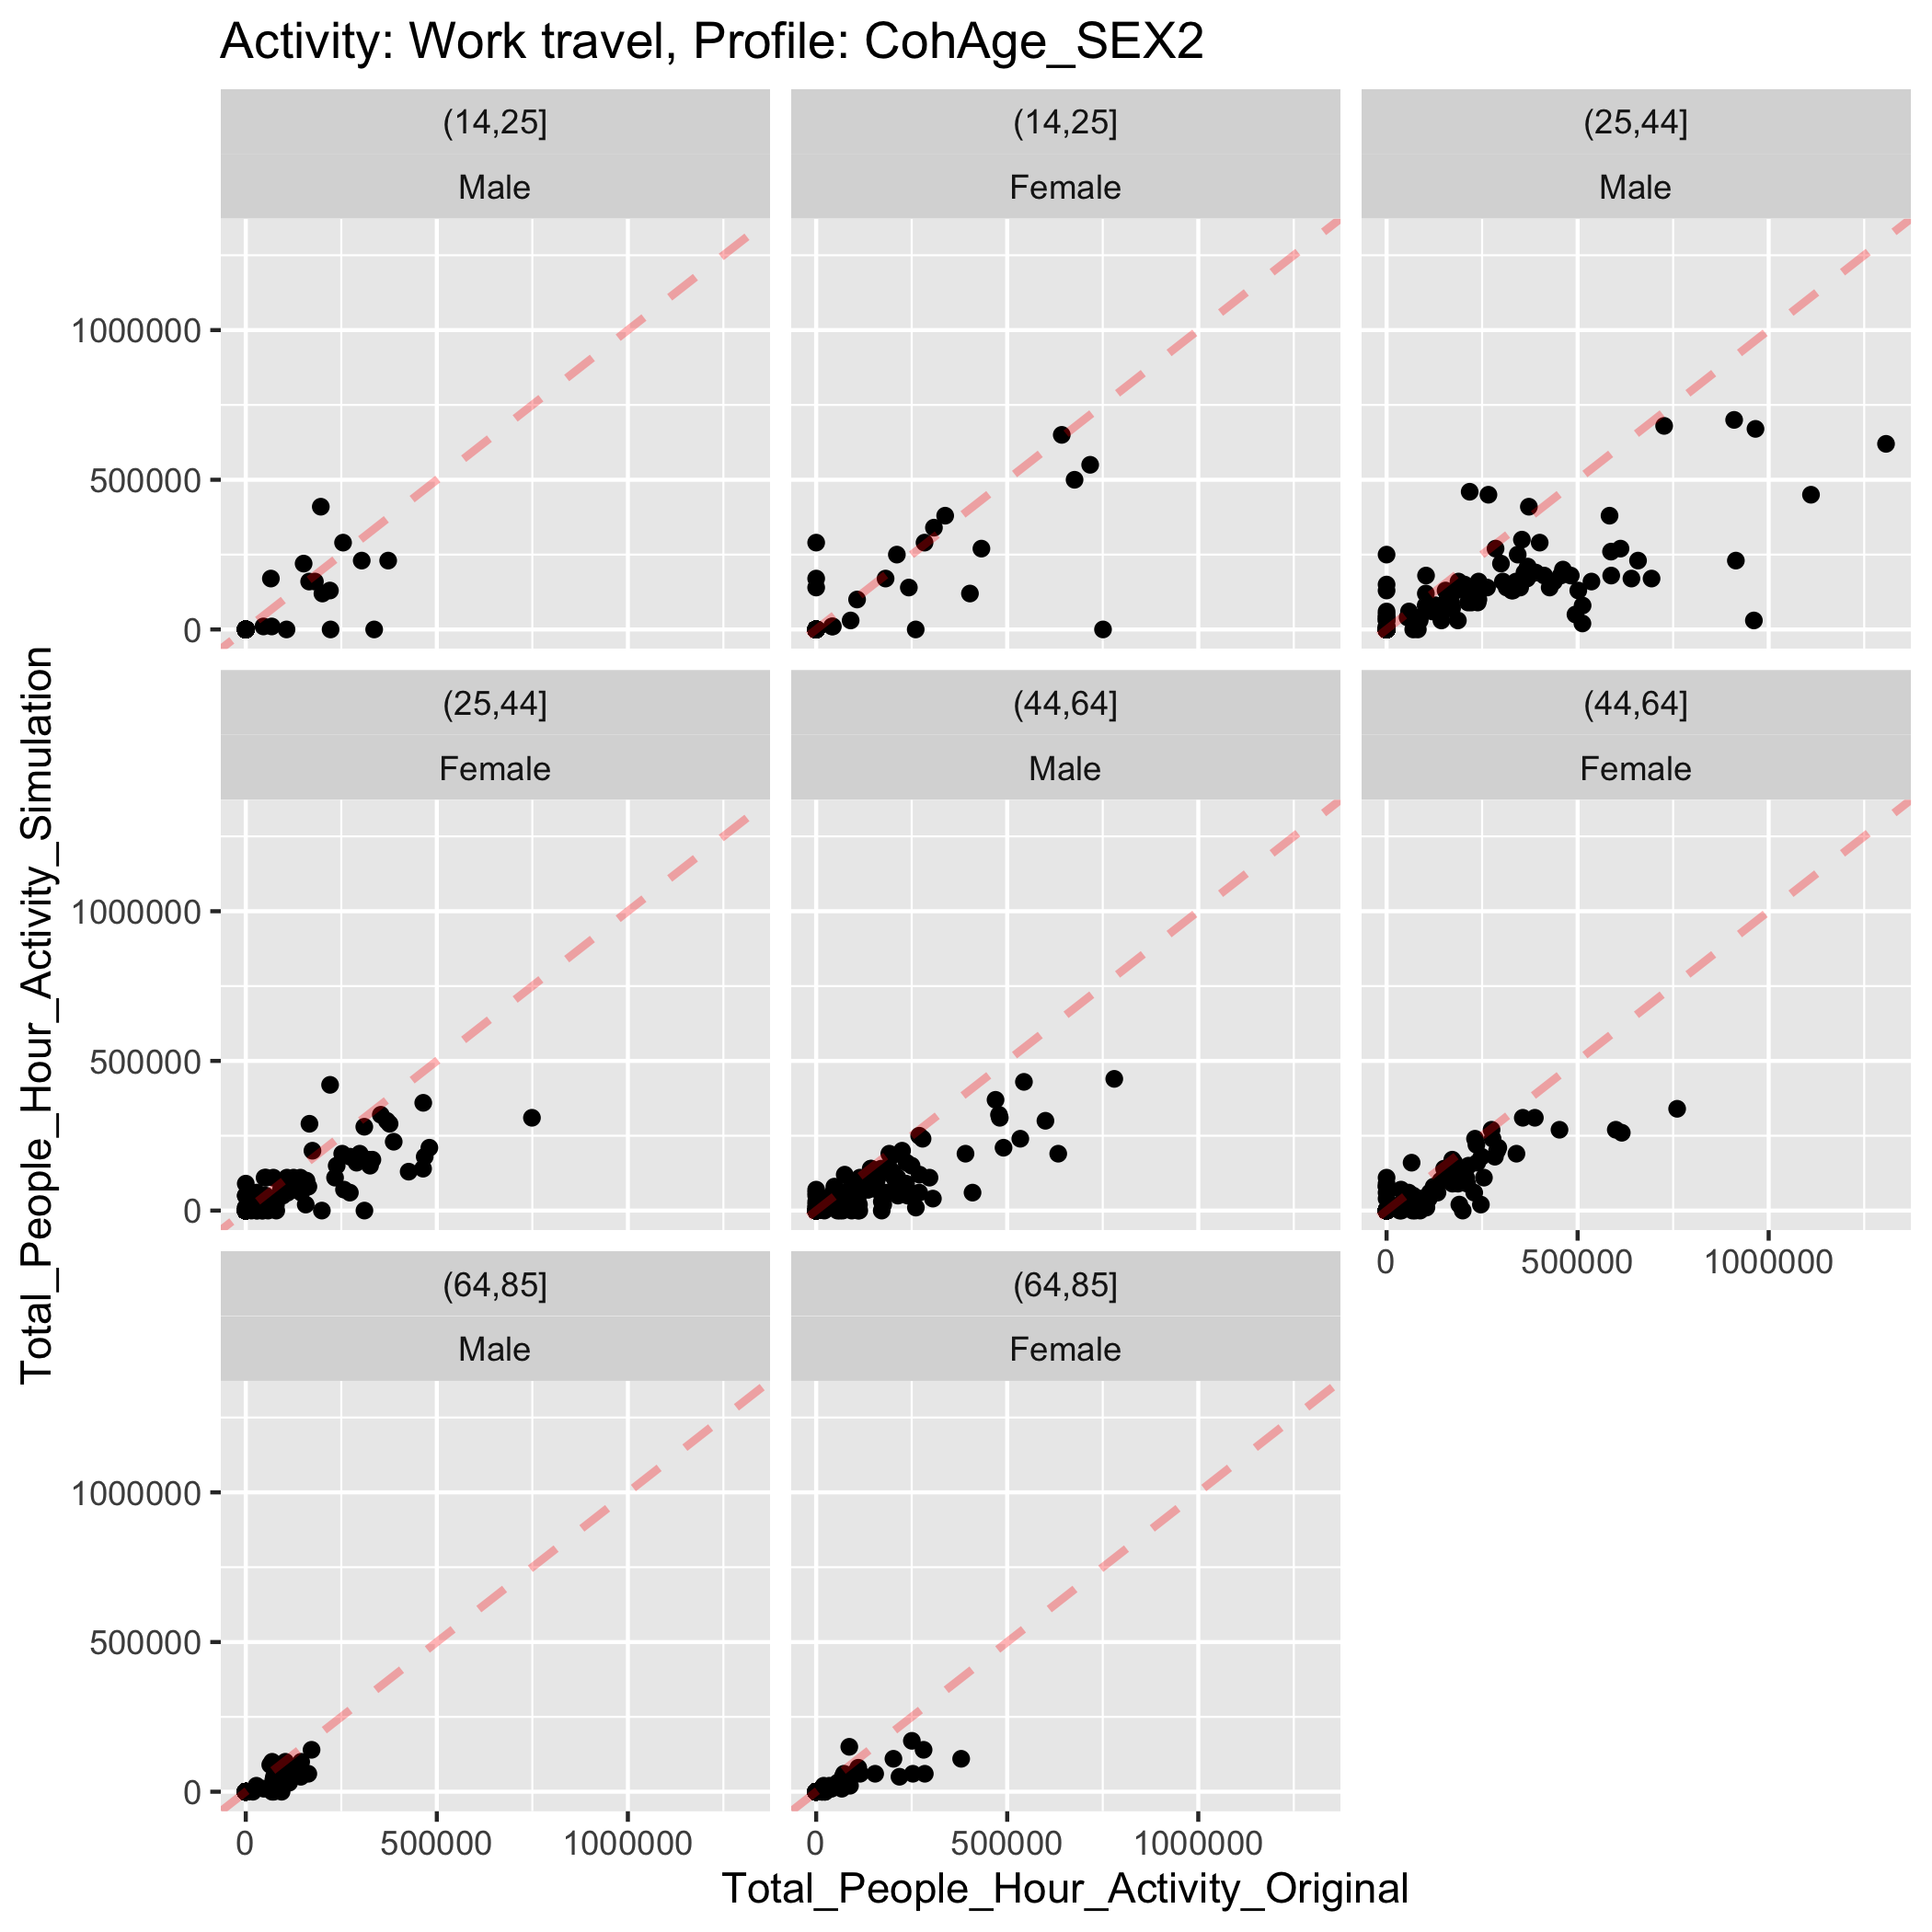 Activity: Work travel, Profile: CohAge_SEX2
(14,25]
Male
(14,25]
Female
(25,44]
Male
1000000
500000
0
(25,44]
Female
(44,64]
Male
(44,64]
Female
1000000
500000
0
0
500000
1000000
(64,85]
Male
(64,85]
Female
1000000
500000
0
0
500000
1000000
0
500000
1000000
Total_People_Hour_Activity_Original
Total_People_Hour_Activity_Simulation